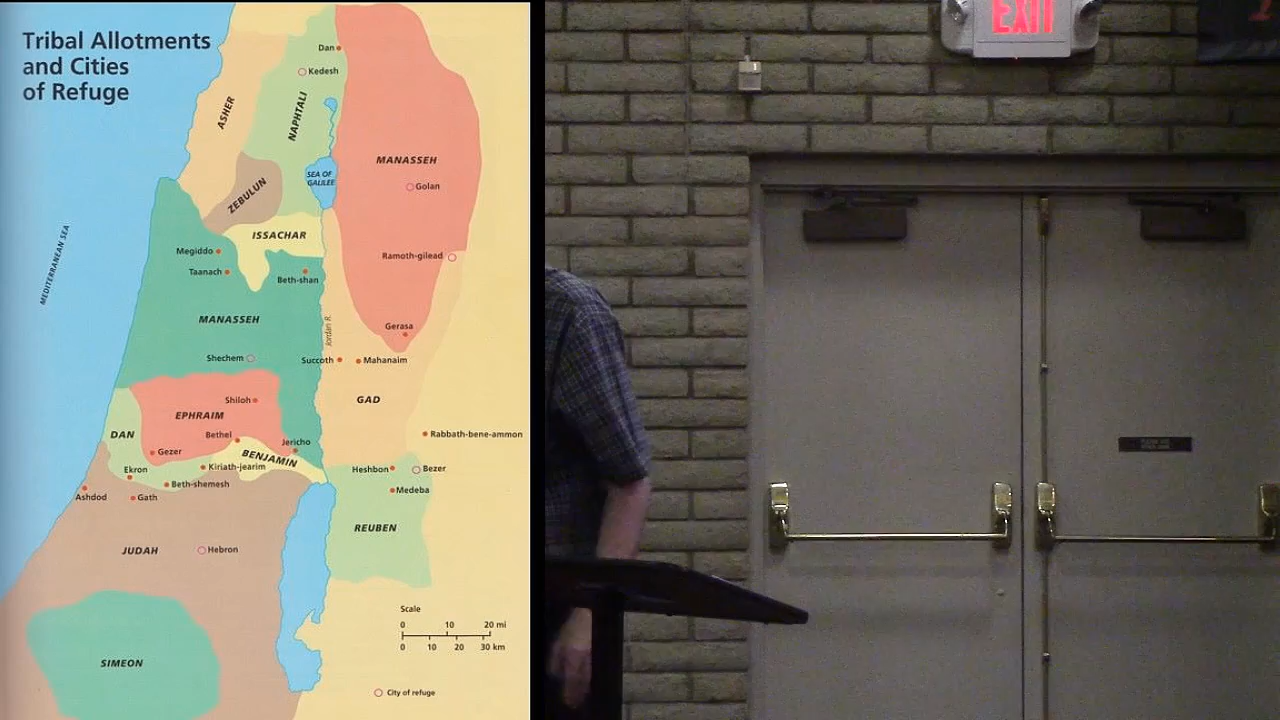 Tribal Allotments
and Cities
of Refuge
Dan
Kedesh
ASHER
NAPHTALI
MANASSEH
SEA OF
GALILEE
Golan
ZEBULUN
ISSACHAR
MEDITERRANEAN SEA
Megiddo
Ramoth-gilead
Taanach
Beth-shan
MANASSEH
Jordan R.
Gerasa
Shechem
Succoth
Mahanaim
Shiloh
GAD
EPHRAIM
DAN
Bethel
Jericho
Rabbath-bene-ammon
Gezer
BENJAMIN
Ekron
Kiriath-jearim
Heshbon
Bezer
Beth-shemesh
Ashdod
Gath
Medeba
REUBEN
JUDAH
Hebron
Scale
0 10 20 mi
0 10 20 30 km
SIMEON
City of refuge
EXIT